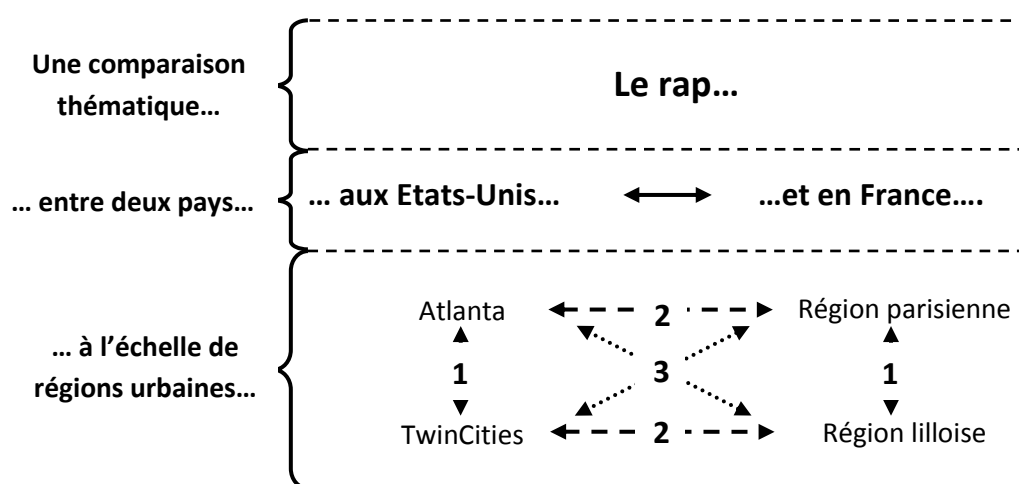 Une comparaison
thématique…
Le rap…
… entre deux pays…
… aux Etats-Unis…
…et en France….
… à l’échelle de
régions urbaines…
Atlanta
2
Région parisienne
1
3
1
TwinCities
2
Région lilloise